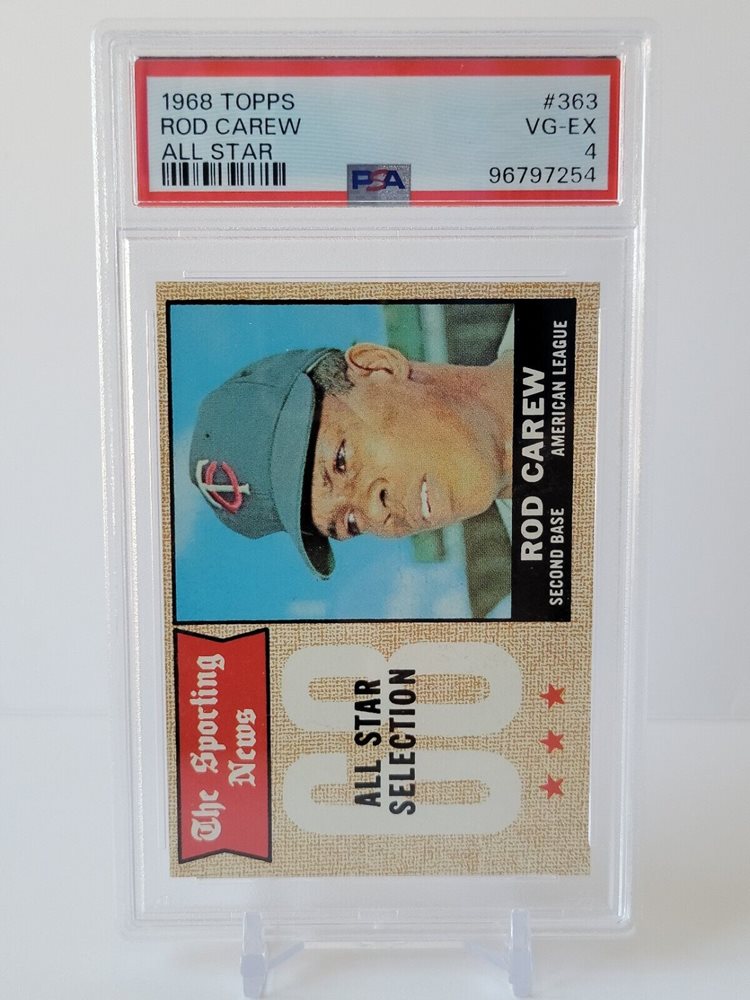 1968 TOPPS #363
ROD CAREW VG-EX
ALL STAR 4
PSA 96797254
The Sporting
News
68
ALL STAR
SELECTION
TC
ROD CAREW
SECOND BASE AMERICAN LEAGUE